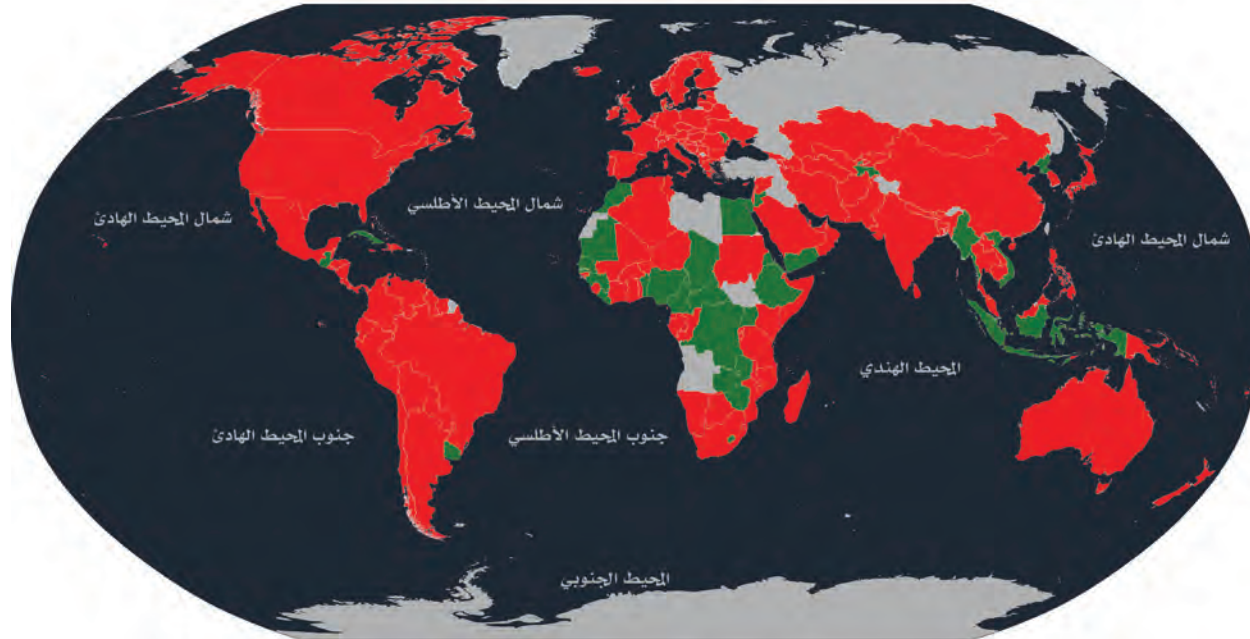 شمال المحيط الأطلسي
شمال المحيط الهادئ
شمال المحيط الهادئ
المحيط الهندي
جنوب المحيط الأطلسي
جنوب المحيط الهادئ
المحيط الجنوبي